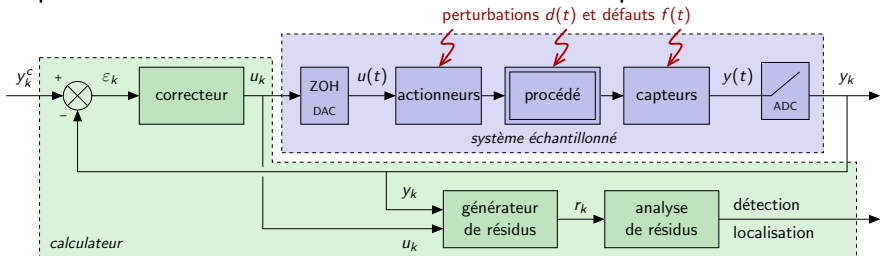 perturbations d(t) et défauts f(t)
y_k^c
+
−
ε_k
correcteur
u_k
ZOH
DAC
u(t)
actionneurs
procédé
capteurs
y(t)
ADC
y_k
système échantillonné
y_k
u_k
générateur
de résidus
r_k
analyse
de résidus
détection
localisation
calculateur